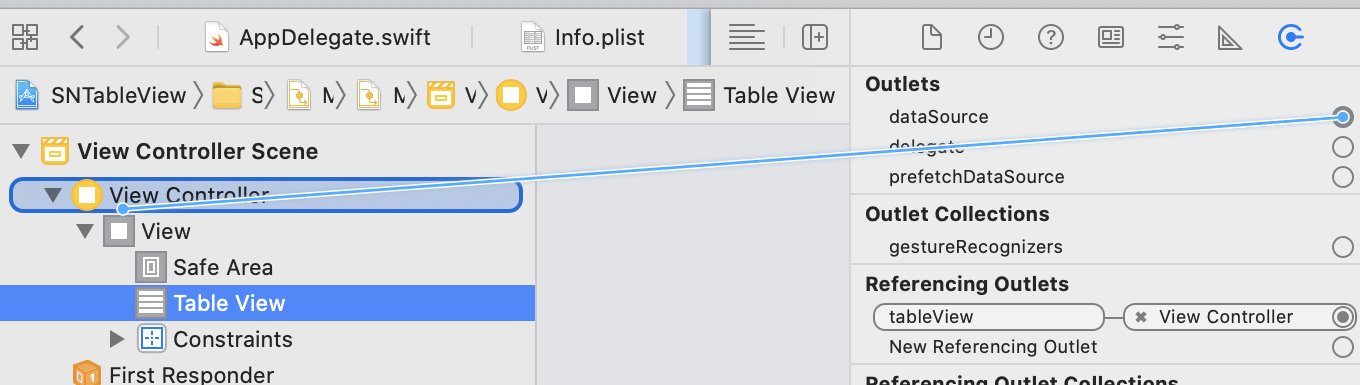 AppDelegate.swift
Info.plist
PLIST
SNTableView
S
M
M
V
V
View
Table View
View Controller Scene
View Controller
View
Safe Area
Table View
Constraints
1
First Responder
Outlets
dataSource
delegate
prefetchDataSource
Outlet Collections
gestureRecognizers
Referencing Outlets
tableView
View Controller
New Referencing Outlet
Referencing Outlet Collections